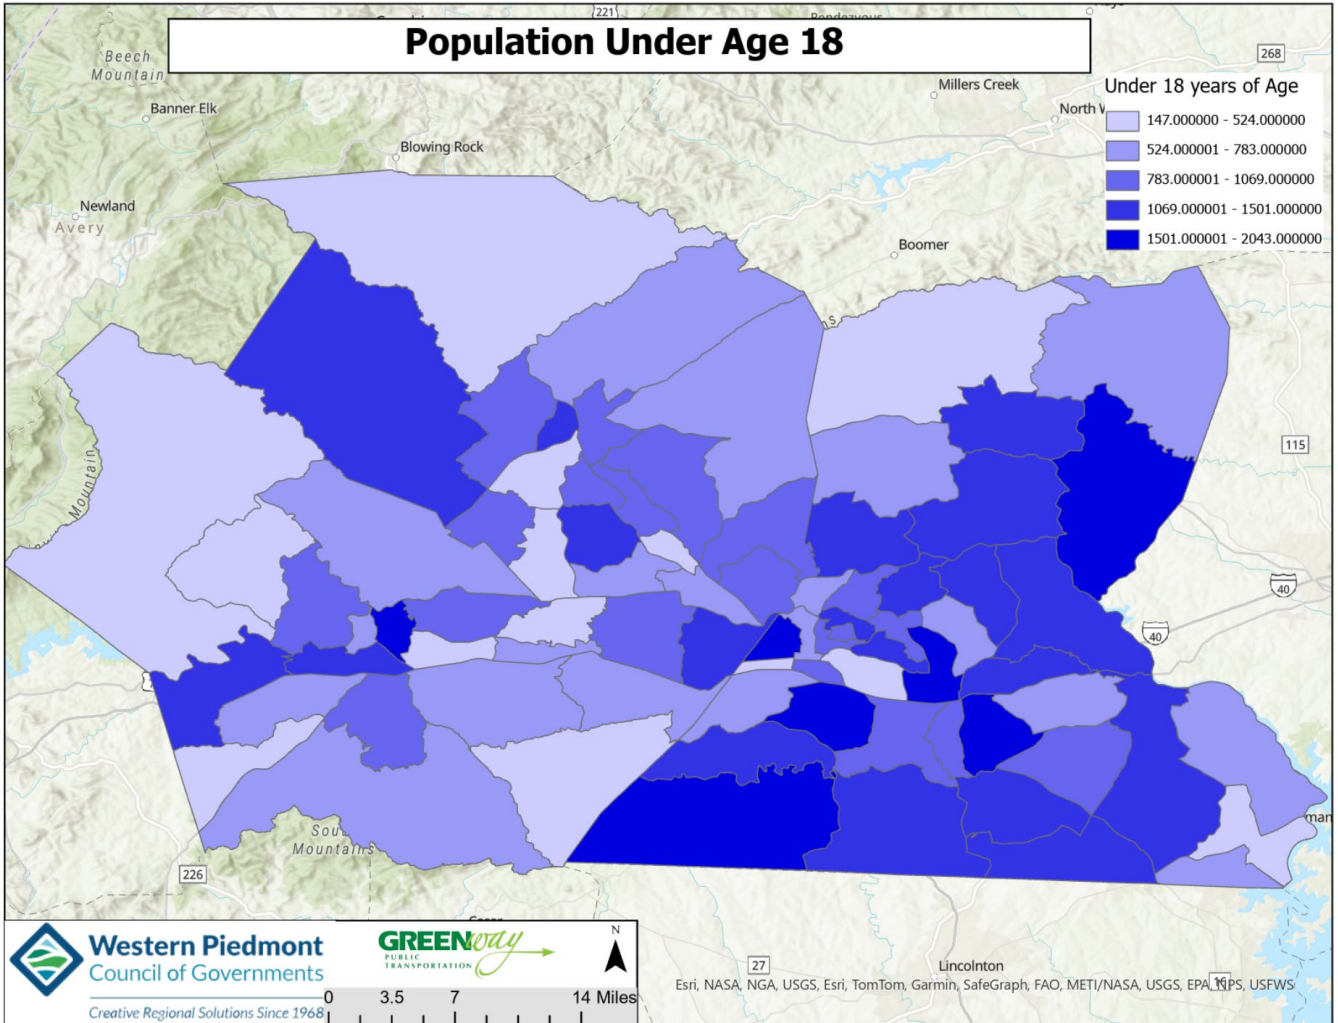 221
Population Under Age 18
Beech
Mountain
268
Millers Creek
Banner Elk
Under 18 years of Age
147.000000 - 524.000000
524.000001 - 783.000000
783.000001 - 1069.000000
1069.000001 - 1501.000000
1501.000001 - 2043.000000
Blowing Rock
Newland
Avery
Boomer
115
Mountain
40
40
Mountains
226
Western Piedmont
Council of Governments
Creative Regional Solutions Since 1968
GREENway
PUBLIC
TRANSPORTATION
N
0 3.5 7 14 Miles
27
Lincolnton
Esri, NASA, NGA, USGS, Esri, TomTom, Garmin, SafeGraph, FAO, METI/NASA, USGS, EPA, NPS, USFWS